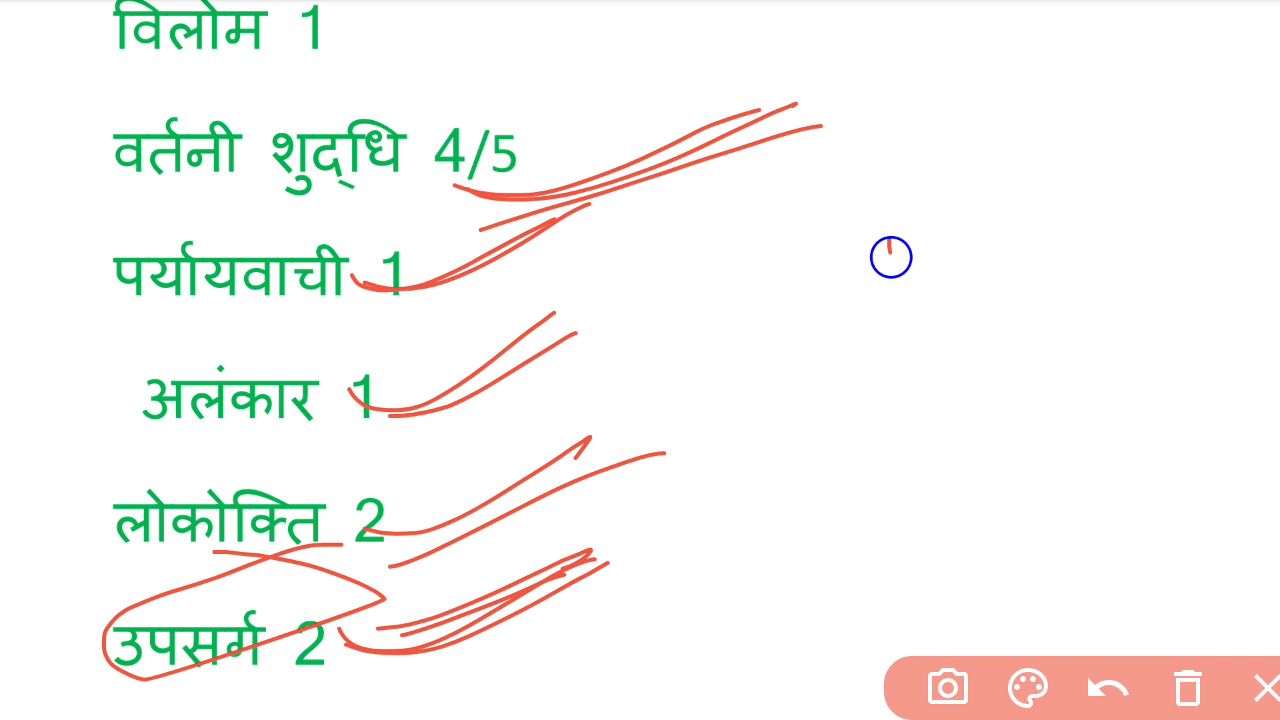 विलोम 1
वर्तनी शुद्धि 4/5
पर्यायवाची 1
अलंकार 1
लोकोक्ति 2
उपसर्ग 2